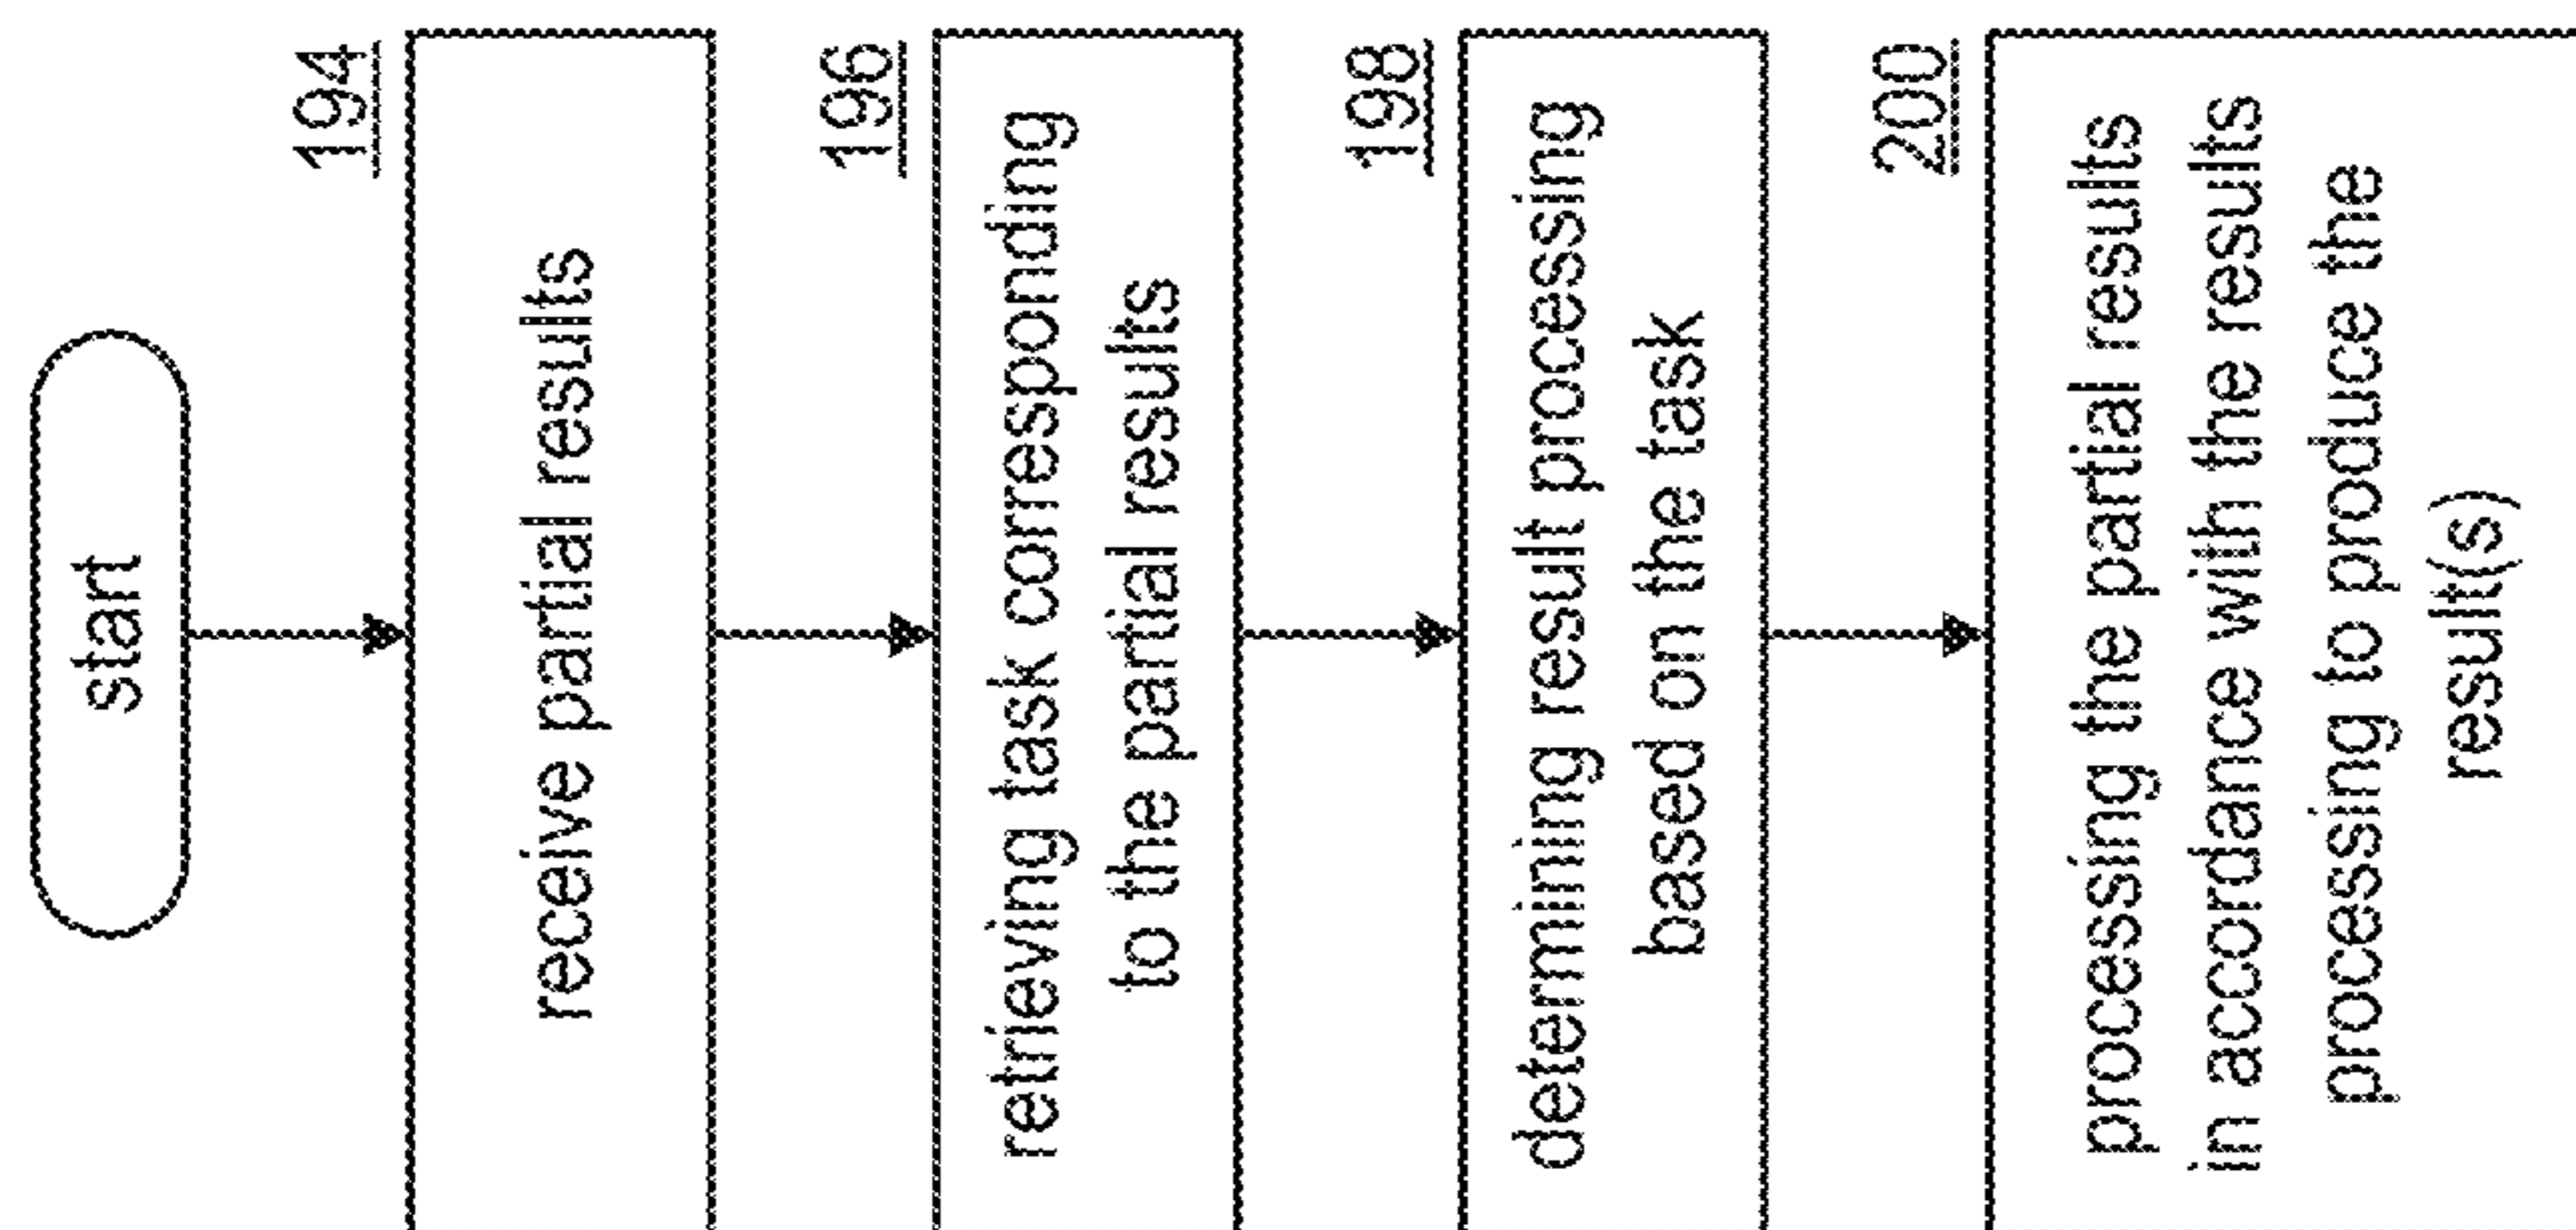 start
194
receive partial results
196
retrieving task corresponding
to the partial results
198
determining result processing
based on the task
200
processing the partial results
in accordance with the results
processing to produce the
result(s)